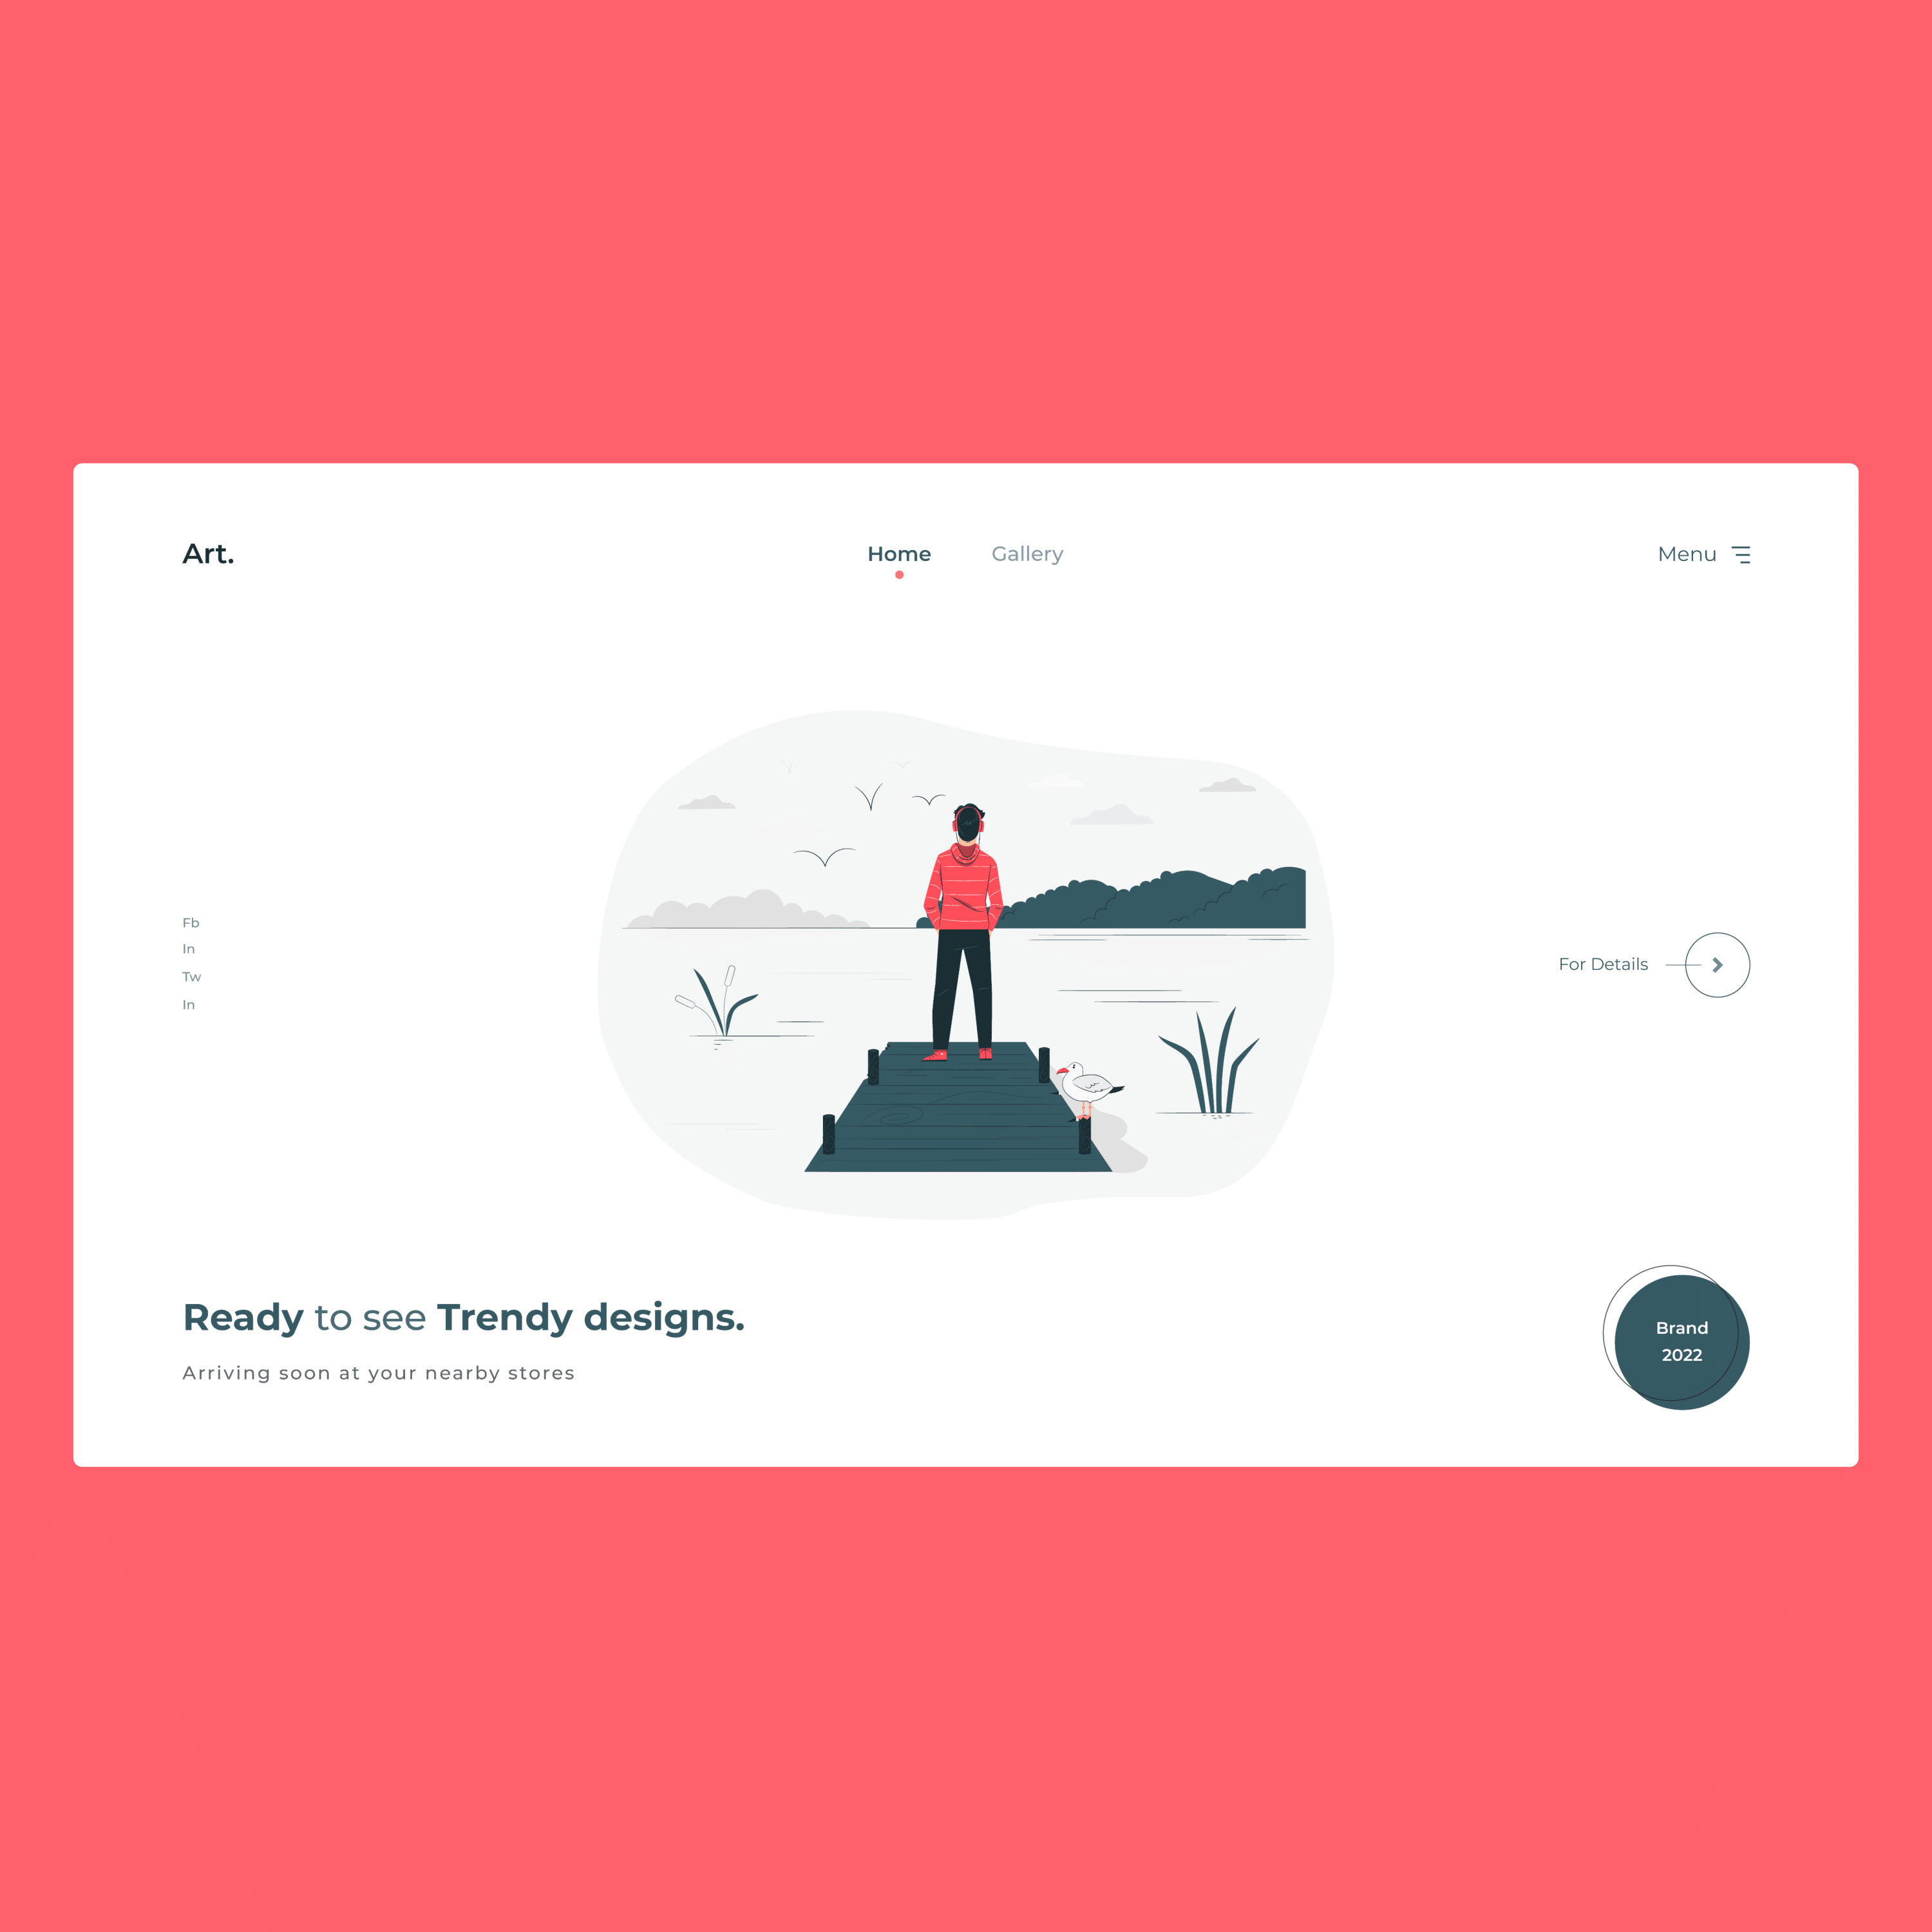 Art.
Home
Gallery
Menu
Fb
In
Tw
In
For Details
Ready to see Trendy designs.
Arriving soon at your nearby stores
Brand
2022